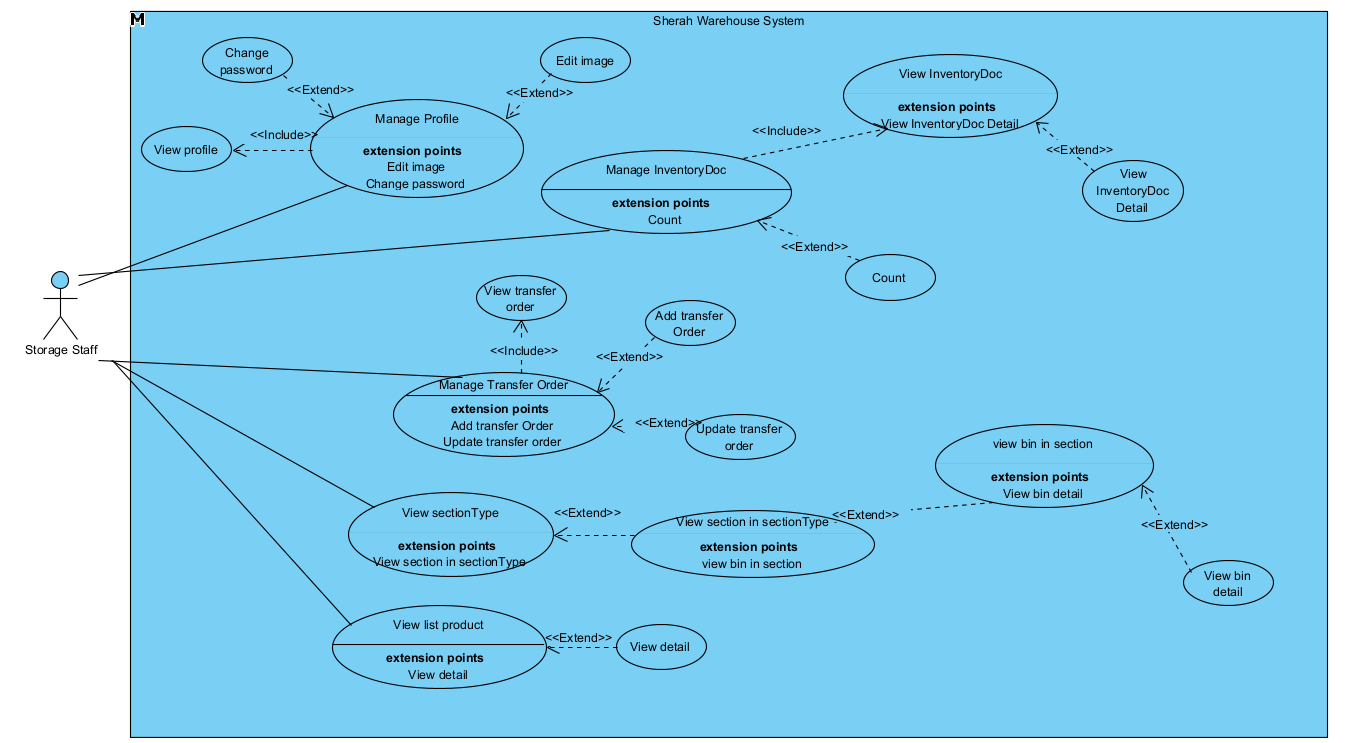 M
Sherah Warehouse System
Change
password
<<Extend>>
Edit image
<<Extend>>
Manage Profile
extension points
Edit image
Change password
<<Include>>
View profile
View InventoryDoc
extension points
View InventoryDoc Detail
<<Include>>
<<Extend>>
View
InventoryDoc
Detail
Manage InventoryDoc
extension points
Count
<<Extend>>
Count
Storage Staff
View transfer
order
<<Include>>
Add transfer
Order
<<Extend>>
Manage Transfer Order
extension points
Add transfer Order
Update transfer order
<<Extend>>
Update transfer
order
view bin in section
extension points
View bin detail
<<Extend>>
View bin
detail
View sectionType
extension points
View section in sectionType
<<Extend>>
View section in sectionType
extension points
view bin in section
<<Extend>>
View list product
extension points
View detail
<<Extend>>
View detail